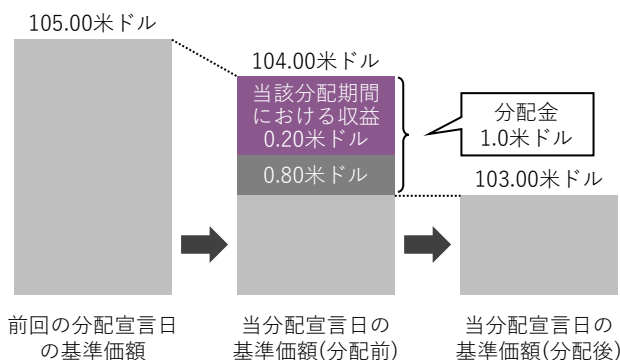 105.00米ドル
104.00米ドル
当該分配期間
における収益
0.20米ドル
0.80米ドル
分配金
1.0米ドル
103.00米ドル
前回の分配宣言日
の基準価額
当分配宣言日の
基準価額(分配前)
当分配宣言日の
基準価額(分配後)